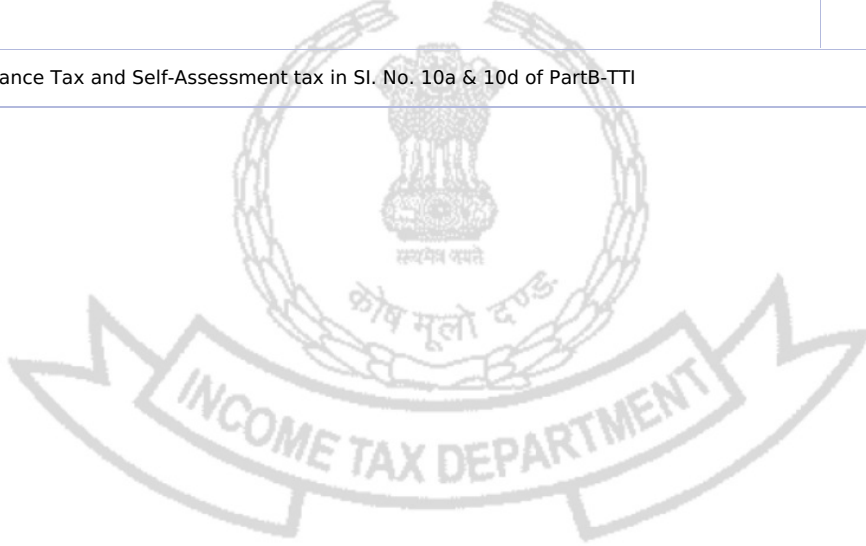 ance Tax and Self-Assessment tax in SI. No. 10a & 10d of PartB-TTI
सत्यमेव जयते
कोष मूलो दण्डः
INCOME TAX DEPARTMENT